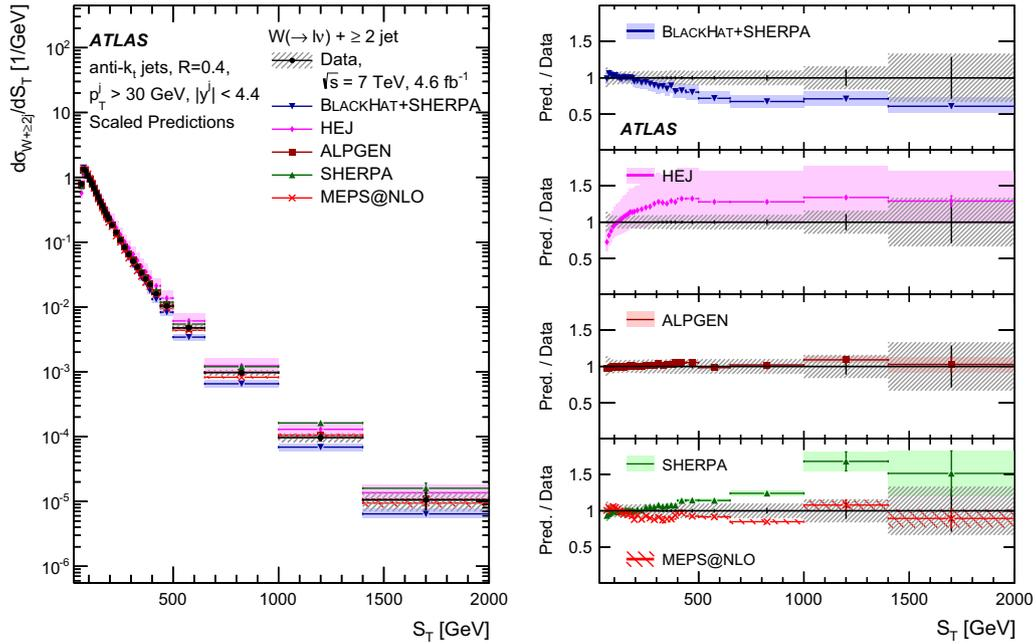 dσ_W+≥2j/dS_T [1/GeV]
10²
10
1
10⁻¹
10⁻²
10⁻³
10⁻⁴
10⁻⁵
10⁻⁶
ATLAS
anti-k_t jets, R=0.4,
p_T^j > 30 GeV, |y^j| < 4.4
Scaled Predictions
W(→ lν) + ≥ 2 jet
Data,
√s = 7 TeV, 4.6 fb⁻¹
BLACKHAT+SHERPA
HEJ
ALPGEN
SHERPA
MEPS@NLO
500 1000 1500 2000
S_T [GeV]
Pred. / Data
2
1.5
1
0.5
BLACKHAT+SHERPA
ATLAS
Pred. / Data
1.5
1
0.5
HEJ
Pred. / Data
1.5
1
0.5
ALPGEN
Pred. / Data
1.5
1
0.5
SHERPA
MEPS@NLO
500 1000 1500 2000
S_T [GeV]